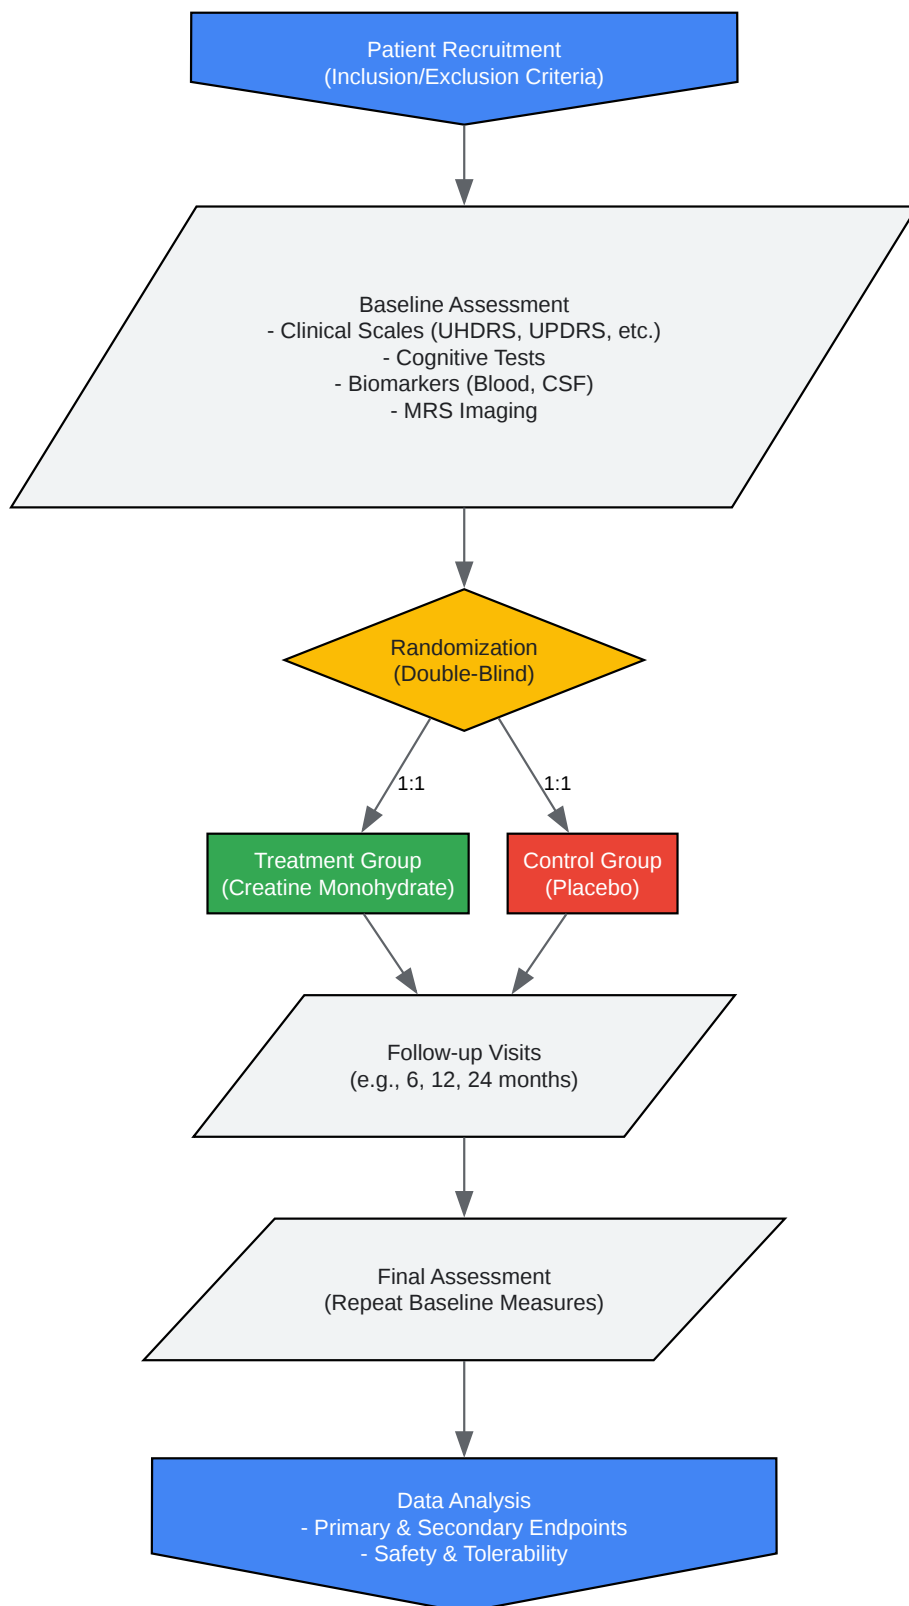 Patient Recruitment
(Inclusion/Exclusion Criteria)
Baseline Assessment
- Clinical Scales (UHDRS, UPDRS, etc.)
- Cognitive Tests
- Biomarkers (Blood, CSF)
- MRS Imaging
Randomization
(Double-Blind)
1:1
1:1
Treatment Group
(Creatine Monohydrate)
Control Group
(Placebo)
Follow-up Visits
(e.g., 6, 12, 24 months)
Final Assessment
(Repeat Baseline Measures)
Data Analysis
- Primary & Secondary Endpoints
- Safety & Tolerability